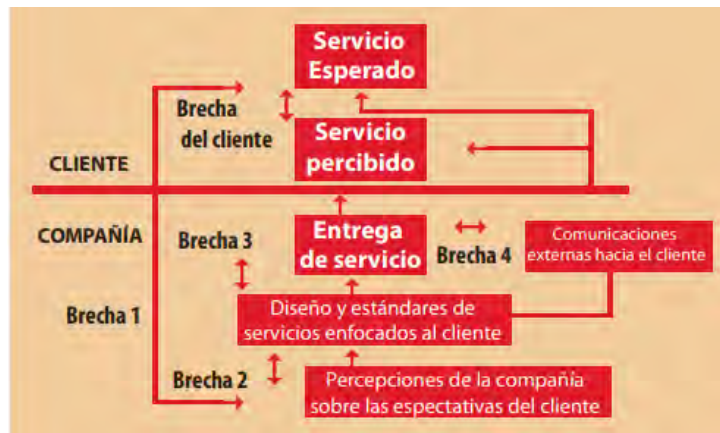 Servicio
Esperado
Brecha
del cliente
Servicio
percibido
CLIENTE
COMPAÑÍA
Brecha 3
Entrega
de servicio
Brecha 4
Comunicaciones
externas hacia el cliente
Brecha 1
Diseño y estándares de
servicios enfocados al cliente
Brecha 2
Percepciones de la compañía
sobre las espectativas del cliente